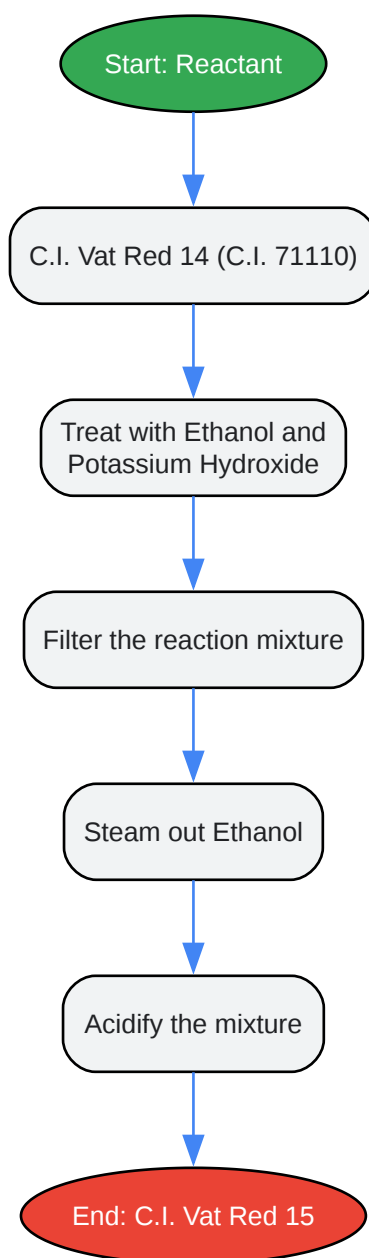 Start: Reactant
C.I. Vat Red 14 (C.I. 71110)
Treat with Ethanol and
Potassium Hydroxide
Filter the reaction mixture
Steam out Ethanol
Acidify the mixture
End: C.I. Vat Red 15